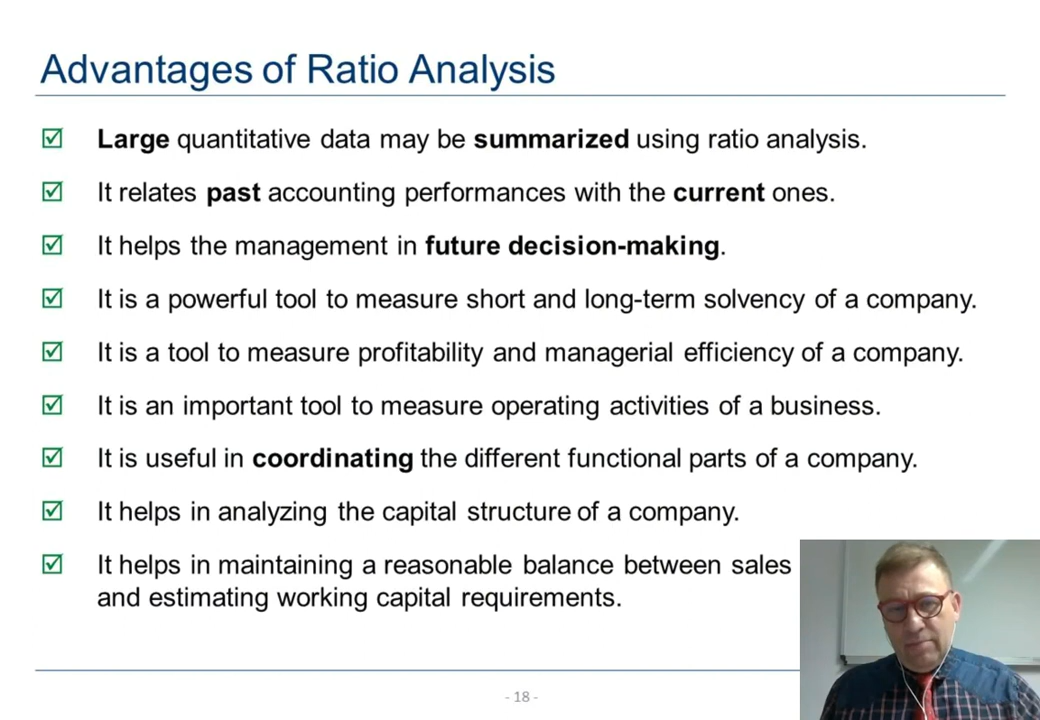 Advantages of Ratio Analysis
Large quantitative data may be summarized using ratio analysis.
It relates past accounting performances with the current ones.
It helps the management in future decision-making.
It is a powerful tool to measure short and long-term solvency of a company.
It is a tool to measure profitability and managerial efficiency of a company.
It is an important tool to measure operating activities of a business.
It is useful in coordinating the different functional parts of a company.
It helps in analyzing the capital structure of a company.
It helps in maintaining a reasonable balance between sales
and estimating working capital requirements.
- 18 -